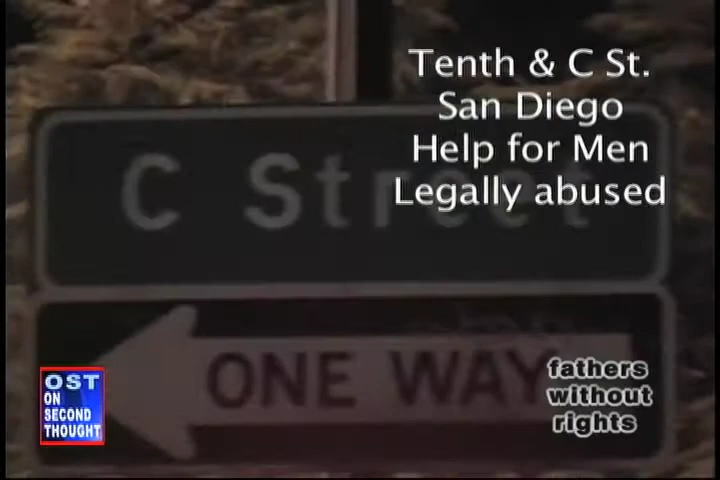 Tenth & C St.
San Diego
Help for Men
Legally abused
C Street
ONE WAY
OST
ON
SECOND
THOUGHT
fathers
without
rights